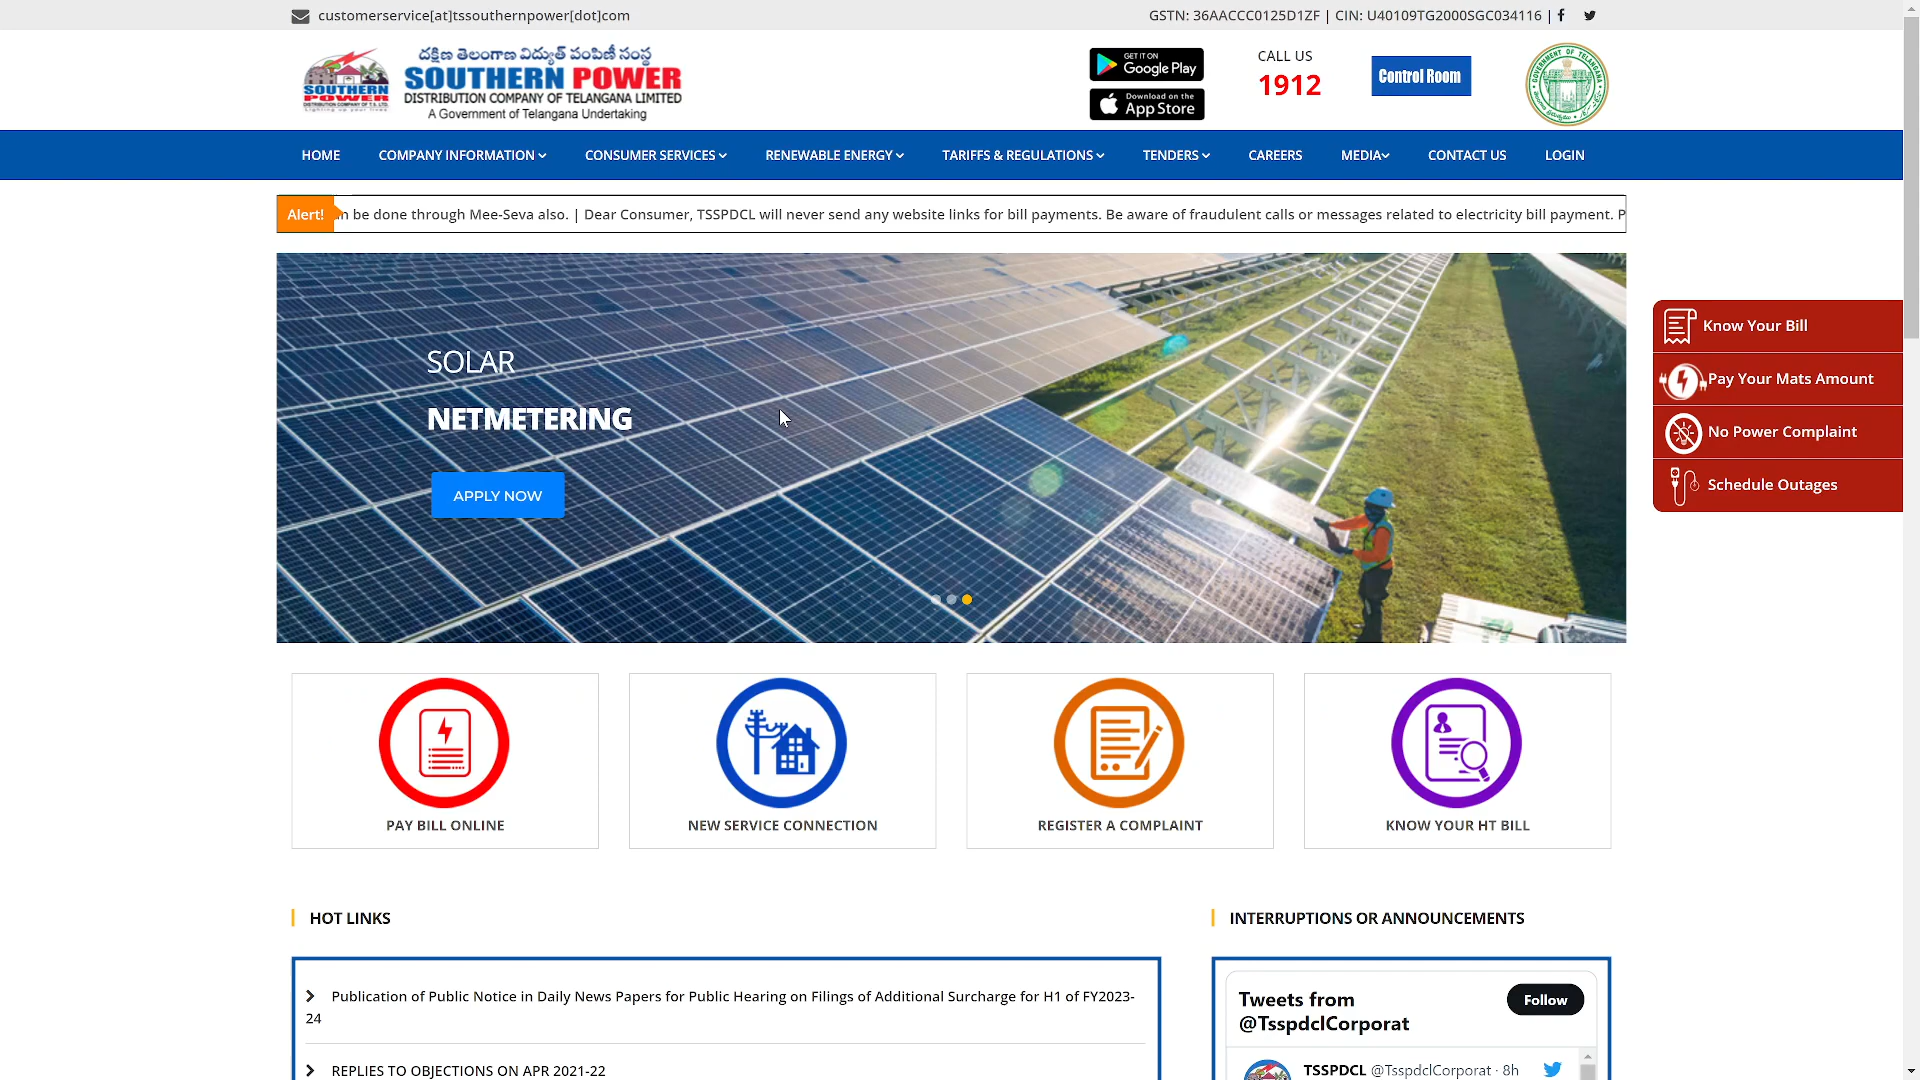 customerservice[at]tssouthernpower[dot]com
GSTN: 36AACCC0125D1ZF | CIN: U40109TG2000SGC034116 |
దక్షిణ తెలంగాణ విద్యుత్ పంపిణీ సంస్థ
SOUTHERN POWER
DISTRIBUTION COMPANY OF TELANGANA LIMITED
A Government of Telangana Undertaking
SOUTHERN
POWER
GET IT ON
Google Play
Download on the
App Store
CALL US
1912
Control Room
HOME COMPANY INFORMATION CONSUMER SERVICES RENEWABLE ENERGY TARIFFS & REGULATIONS TENDERS CAREERS MEDIA CONTACT US LOGIN
Alert! n be done through Mee-Seva also. | Dear Consumer, TSSPDCL will never send any website links for bill payments. Be aware of fraudulent calls or messages related to electricity bill payment. P
SOLAR
NETMETERING
APPLY NOW
Know Your Bill
Pay Your Mats Amount
No Power Complaint
Schedule Outages
PAY BILL ONLINE
NEW SERVICE CONNECTION
REGISTER A COMPLAINT
KNOW YOUR HT BILL
HOT LINKS
Publication of Public Notice in Daily News Papers for Public Hearing on Filings of Additional Surcharge for H1 of FY2023-
24
REPLIES TO OBJECTIONS ON APR 2021-22
INTERRUPTIONS OR ANNOUNCEMENTS
Tweets from
@TsspdclCorporat
Follow
TSSPDCL @TsspdclCorporat · 8h